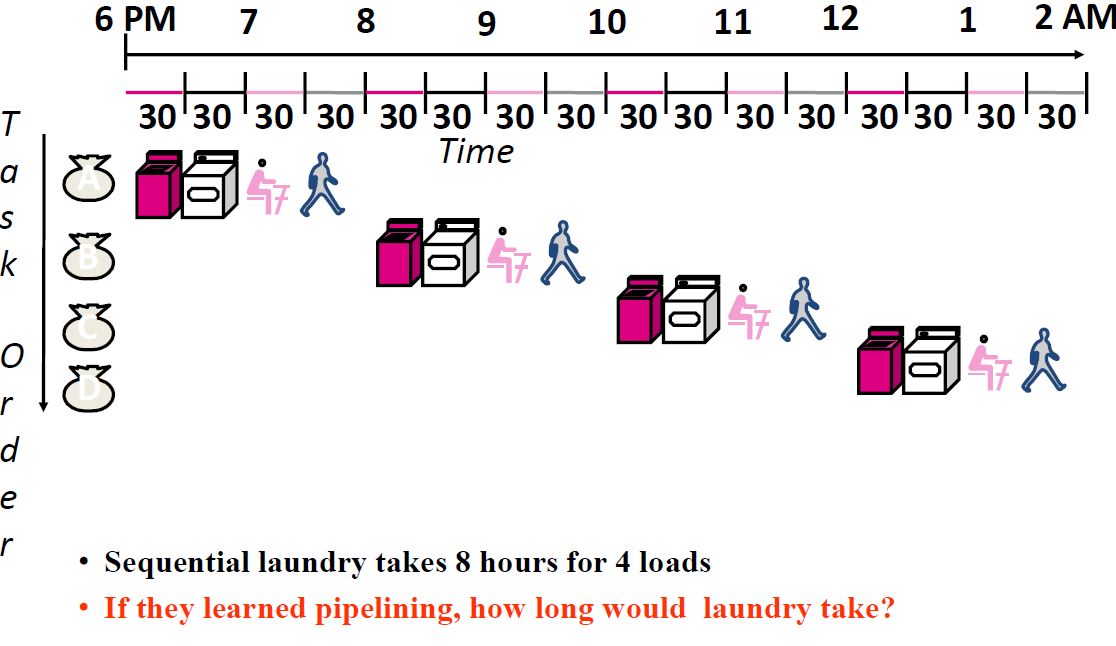 6 PM 7 8 9 10 11 12 1 2 AM
30 30 30 30 30 30 30 30 30 30 30 30 30 30 30 30
Time
Task Order
A
B
C
D
• Sequential laundry takes 8 hours for 4 loads
• If they learned pipelining, how long would laundry take?